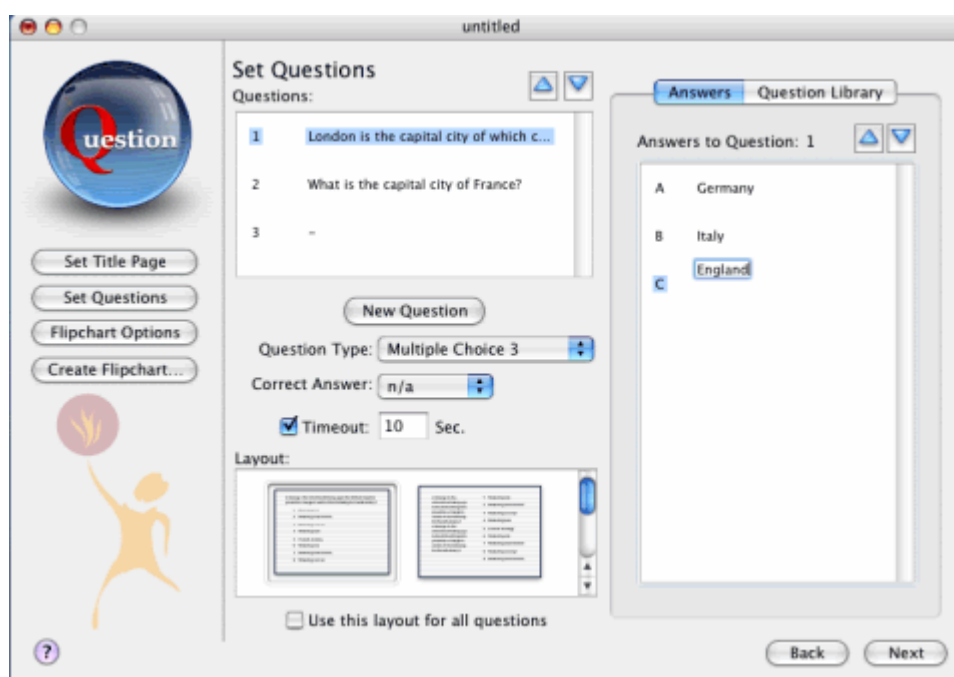 untitled
Question
Set Title Page
Set Questions
Flipchart Options
Create Flipchart...
?
Set Questions
Questions:
1 London is the capital city of which c...
2 What is the capital city of France?
3 -
New Question
Question Type: Multiple Choice 3
Correct Answer: n/a
Timeout: 10 Sec.
Layout:
Use this layout for all questions
Answers Question Library
Answers to Question: 1
A Germany
B Italy
C England
Back Next